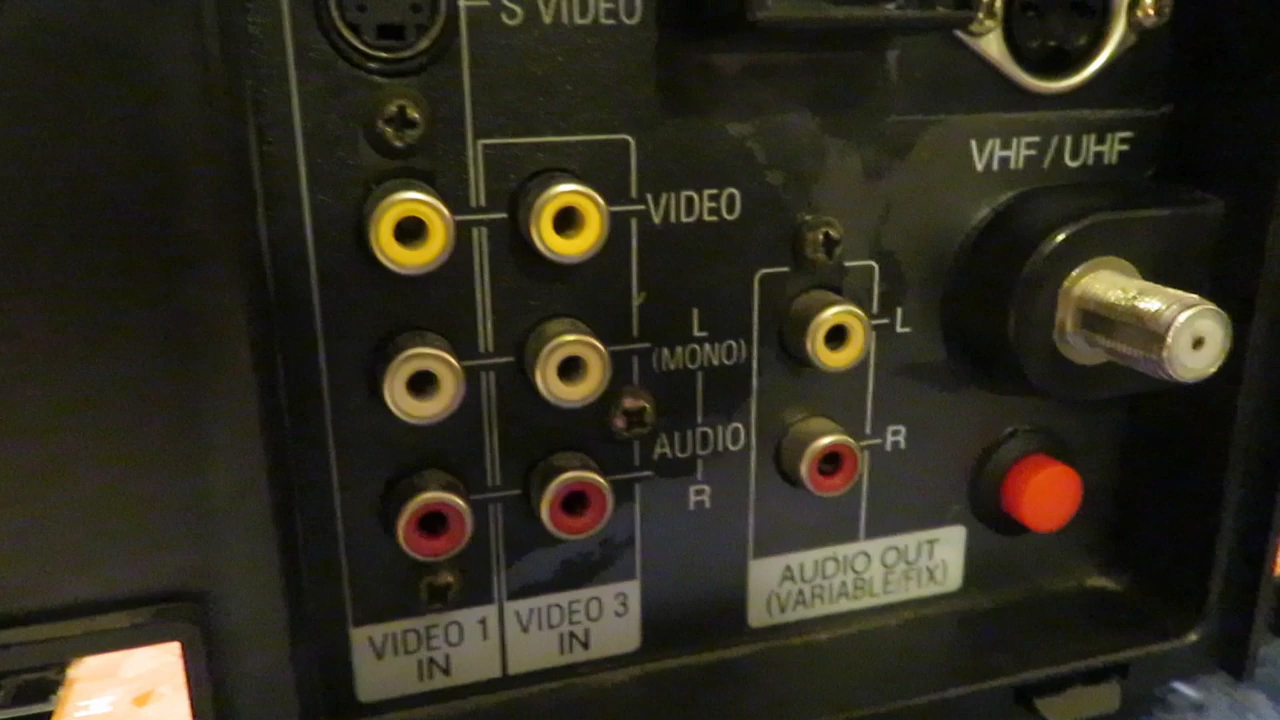 S VIDEO
VHF / UHF
VIDEO
L
(MONO)
AUDIO
R
L
R
AUDIO OUT
(VARIABLE/FIX)
VIDEO 1
IN
VIDEO 3
IN